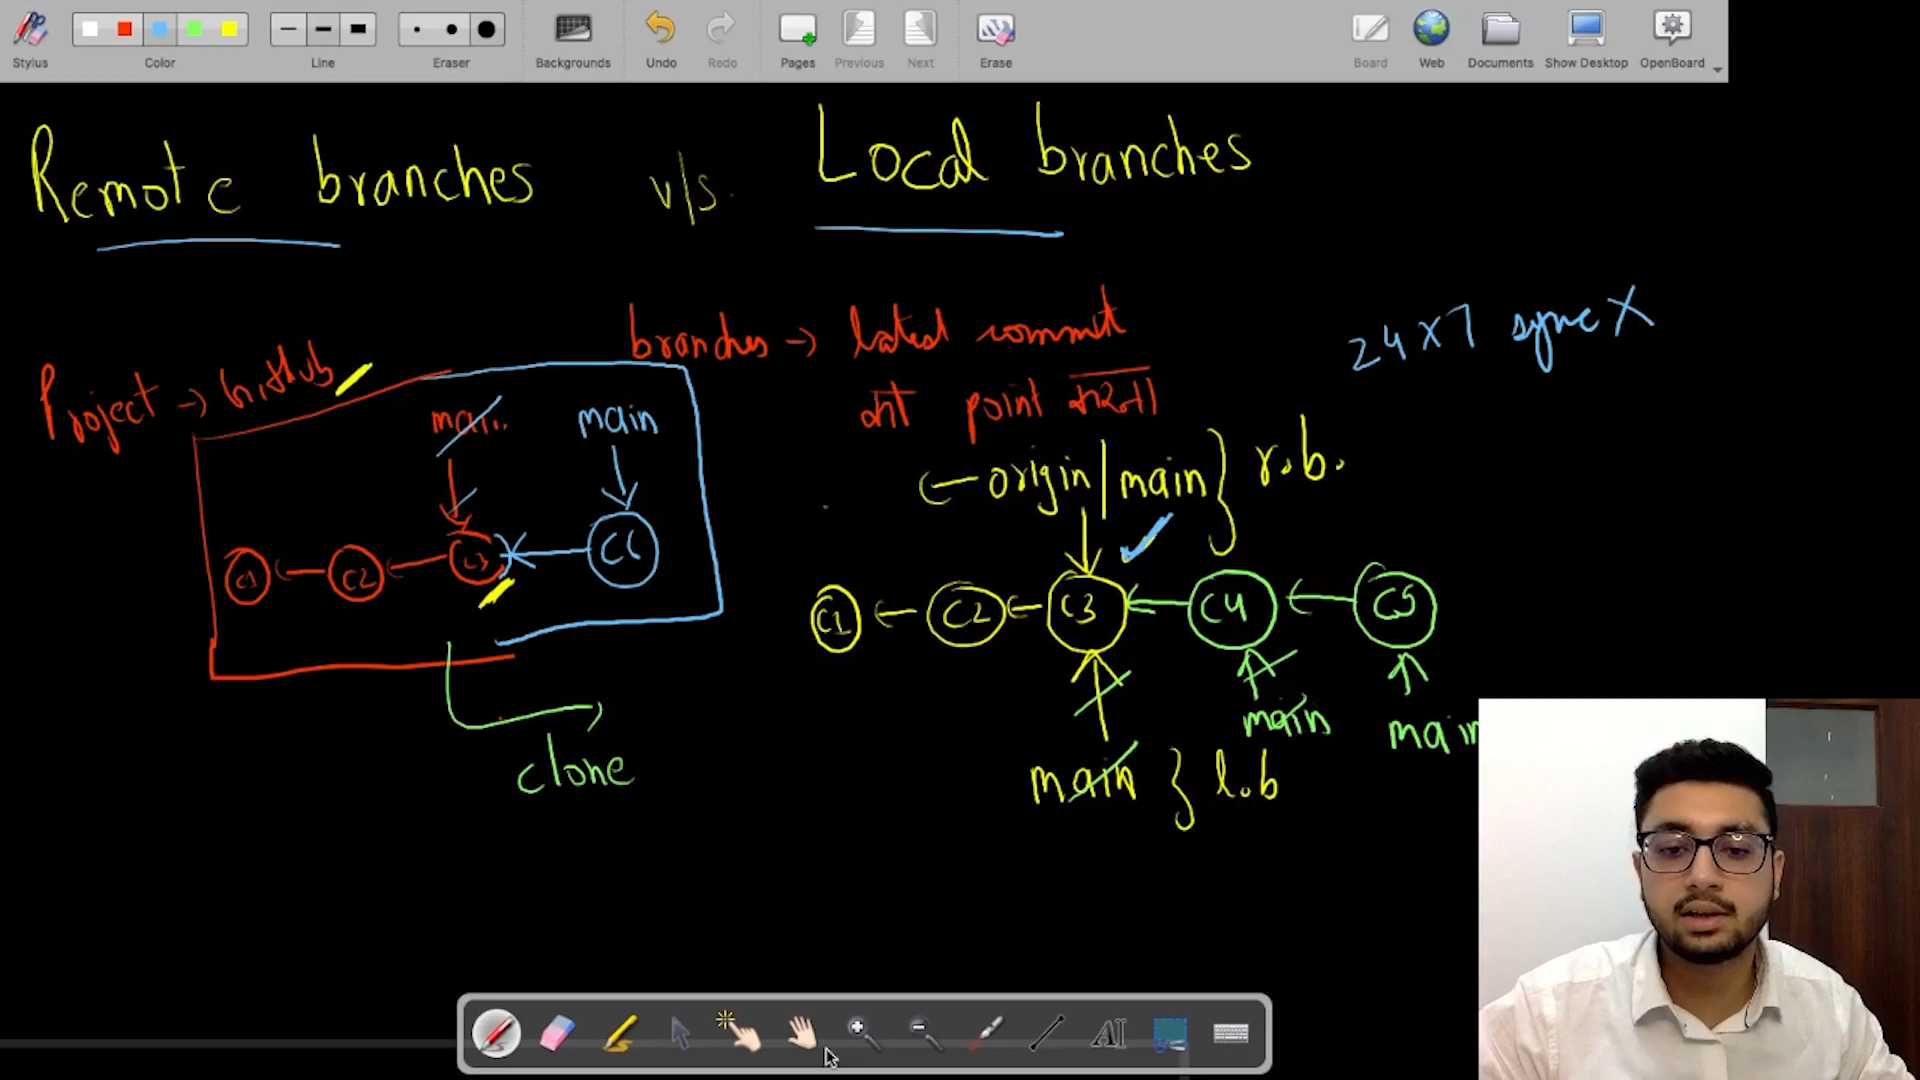 Stylus Color Line Eraser Backgrounds Undo Redo Pages Previous Next Erase Board Web Documents Show Desktop OpenBoard
Remote branches v/s. Local branches
Project → Github
branches → latest commit
point
24x7 sync X
main main
C1 C2 C3 C6
← origin/main } r.b.
C1 ← C2 ← C3 ← C4 ← C5
main main
clone
main } l.b